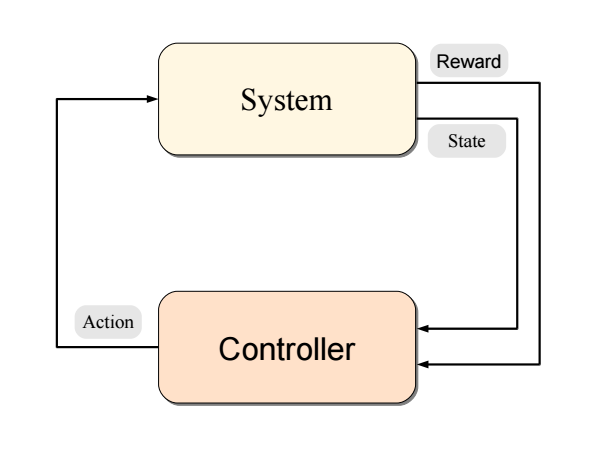 System
Reward
State
Action
Controller